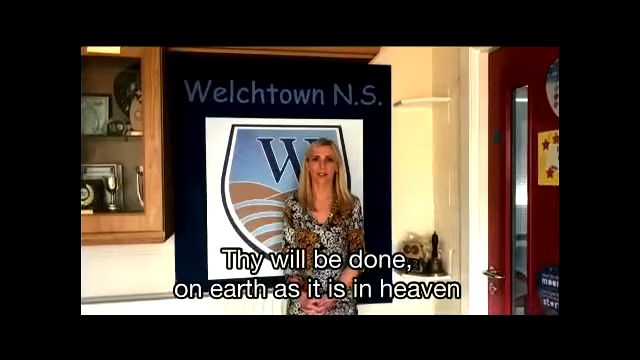 Welchtown N.S.
W
Thy will be done,
on earth as it is in heaven